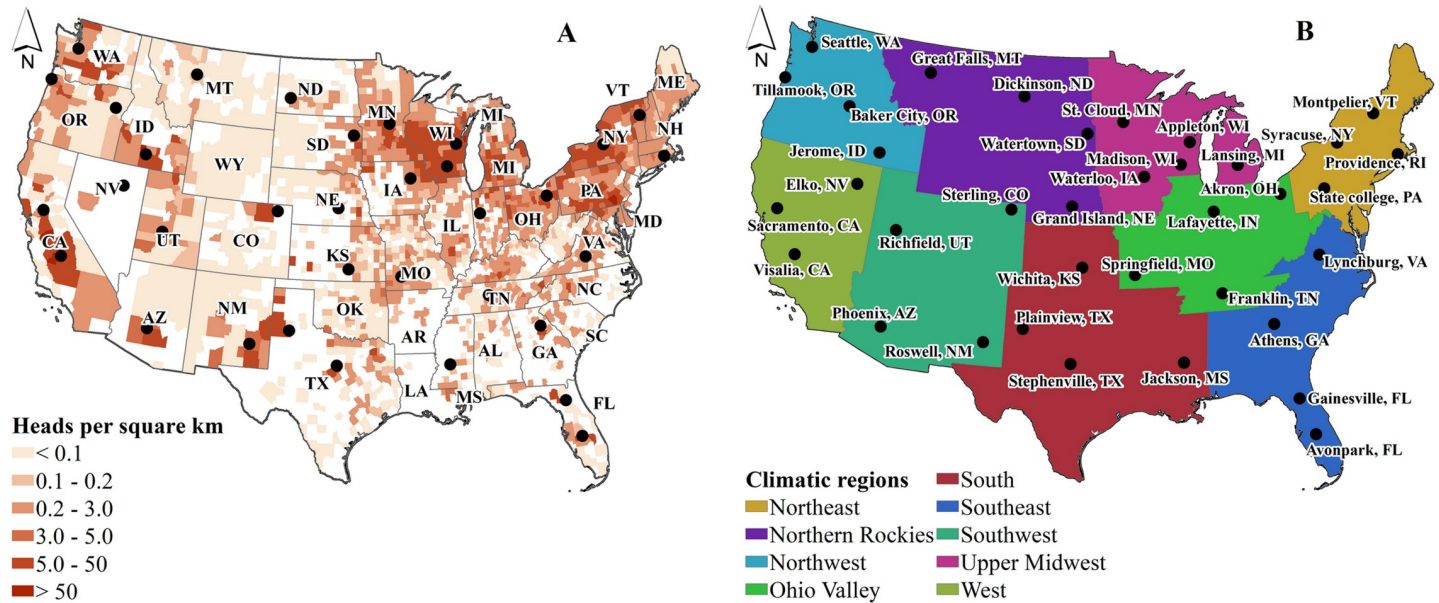 A
N
WA
MT
ND
MN
ME
VT
OR
ID
SD
WI
MI
NY
NH
WY
MI
NV
IA
NE
PA
CA
UT
CO
IL
OH
MD
KS
MO
VA
AZ
NM
OK
TN
NC
AR
SC
TX
AL
GA
LA
MS
FL
Heads per square km
< 0.1
0.1 - 0.2
0.2 - 3.0
3.0 - 5.0
5.0 - 50
> 50
B
N
Seattle, WA
Great Falls, MT
Dickinson, ND
Tillamook, OR
St. Cloud, MN
Montpelier, VT
Baker City, OR
Appleton, WI
Syracuse, NY
Watertown, SD
Jerome, ID
Madison, WI
Lansing, MI
Providence, RI
Elko, NV
Waterloo, IA
Akron, OH
Sterling, CO
State college, PA
Sacramento, CA
Grand Island, NE
Lafayette, IN
Richfield, UT
Visalia, CA
Wichita, KS
Springfield, MO
Lynchburg, VA
Franklin, TN
Phoenix, AZ
Plainview, TX
Athens, GA
Roswell, NM
Stephenville, TX
Jackson, MS
Gainesville, FL
Avonpark, FL
Climatic regions
Northeast
Northern Rockies
Northwest
Ohio Valley
South
Southeast
Southwest
Upper Midwest
West